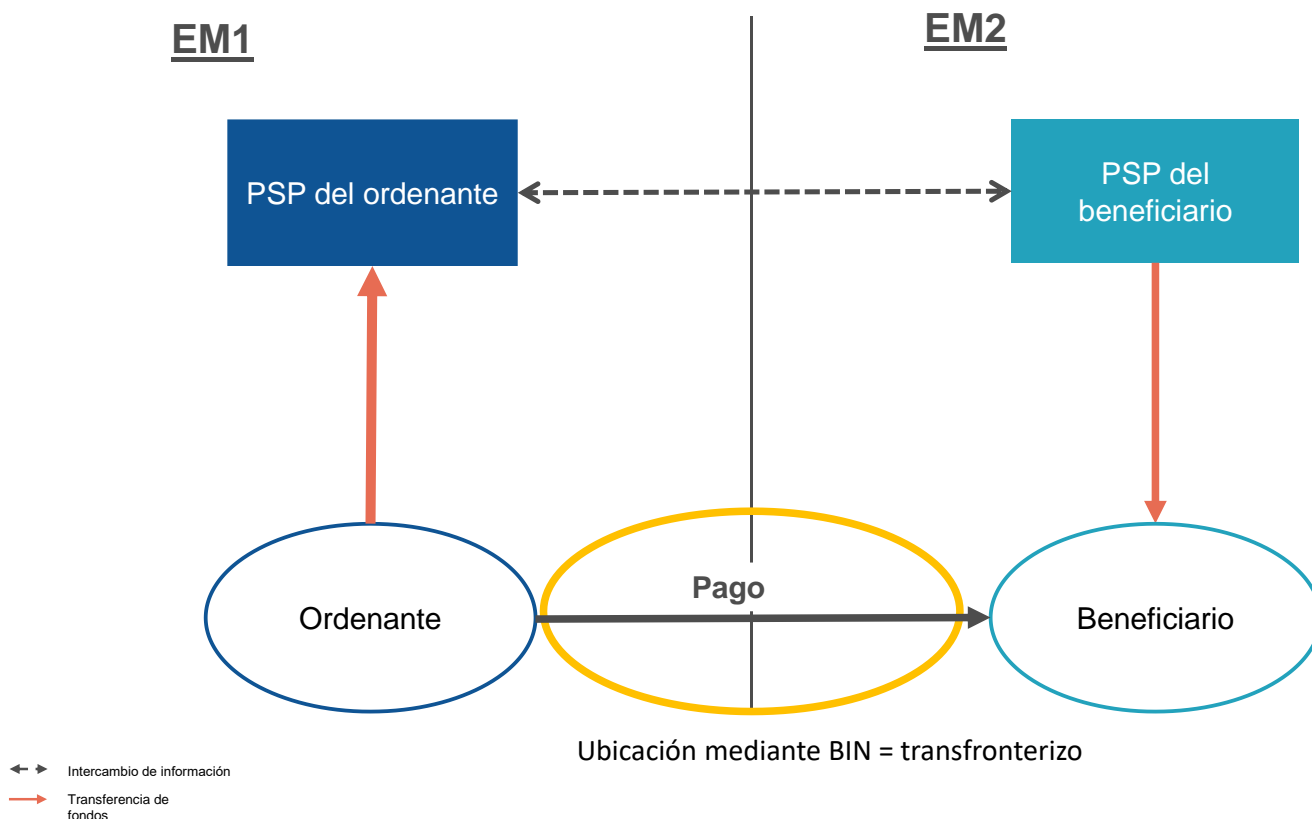 EM1
EM2
PSP del ordenante
PSP del
beneficiario
Pago
Ordenante
Beneficiario
Ubicación mediante BIN = transfronterizo
Intercambio de información
Transferencia de
fondos